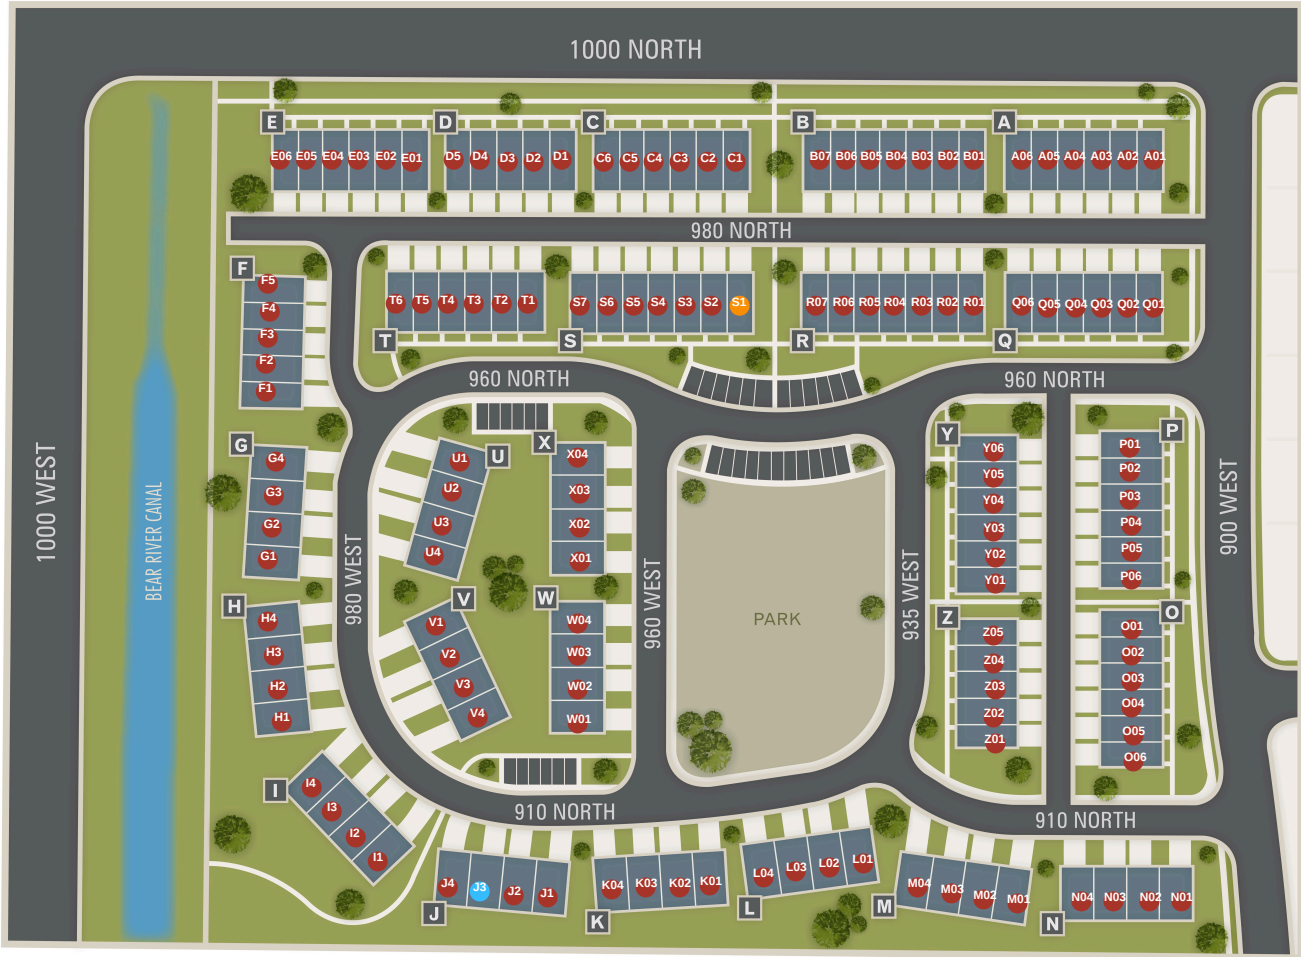 1000 NORTH
E D C B A
E06 E05 E04 E03 E02 E01 D5 D4 D3 D2 D1 C6 C5 C4 C3 C2 C1 B07 B06 B05 B04 B03 B02 B01 A06 A05 A04 A03 A02 A01
980 NORTH
F
F5
F4
F3
F2
F1
T6 T5 T4 T3 T2 T1 S7 S6 S5 S4 S3 S2 S1 R07 R06 R05 R04 R03 R02 R01 Q06 Q05 Q04 Q03 Q02 Q01
T S R Q
960 NORTH
960 NORTH
1000 WEST
BEAR RIVER CANAL
G
G4
G3
G2
G1
980 WEST
U
U1
U2
U3
U4
X
X04
X03
X02
X01
960 WEST
PARK
935 WEST
Y
Y06
Y05
Y04
Y03
Y02
Y01
P
P01
P02
P03
P04
P05
P06
900 WEST
H
H4
H3
H2
H1
V
V1
V2
V3
V4
W
W04
W03
W02
W01
Z
Z05
Z04
Z03
Z02
Z01
O
O01
O02
O03
O04
O05
O06
I
I4
I3
I2
I1
910 NORTH
910 NORTH
J4 J3 J2 J1
J
K04 K03 K02 K01
K
L04 L03 L02 L01
L
M04 M03 M02 M01
M
N04 N03 N02 N01
N